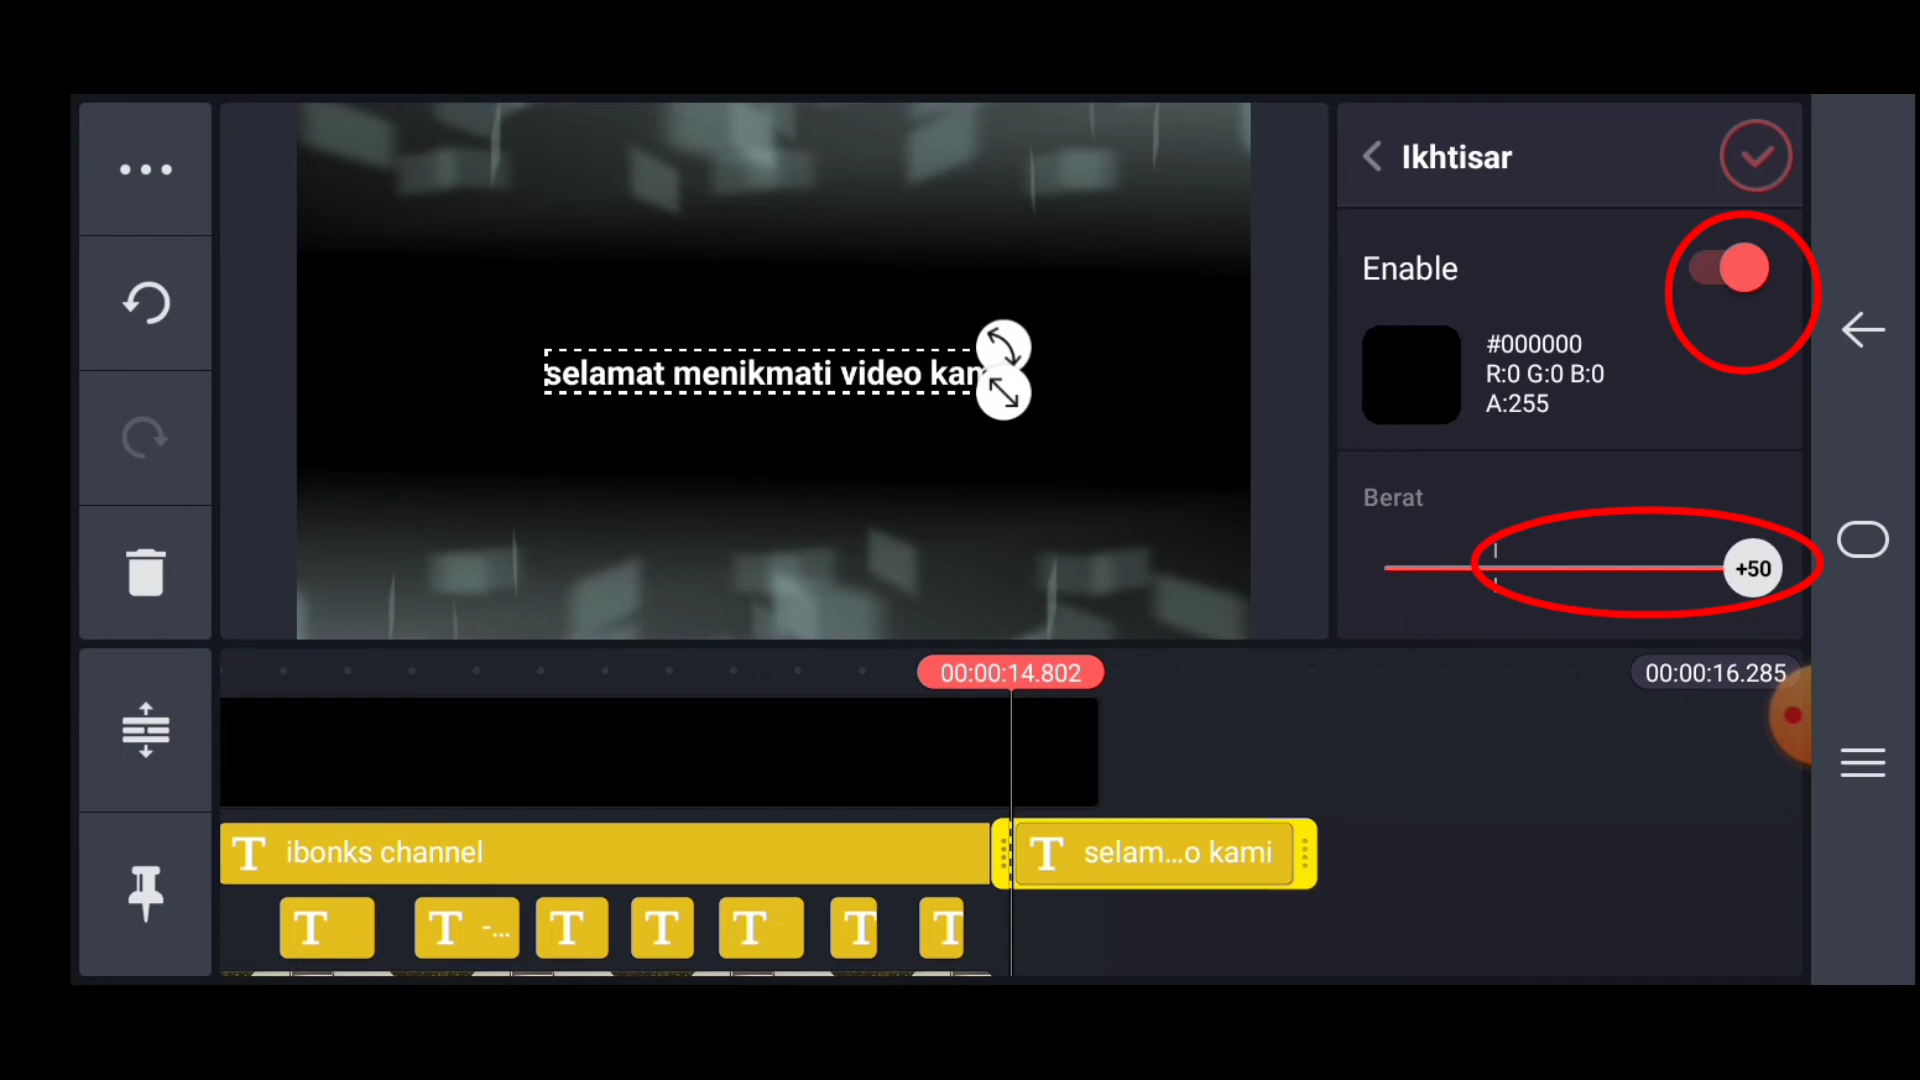 Ikhtisar
Enable
#000000
R:0 G:0 B:0
A:255
selamat menikmati video kam
Berat
+50
00:00:14.802
00:00:16.285
T ibonks channel
T selam...o kami
T
T -...
T
T
T
T
T